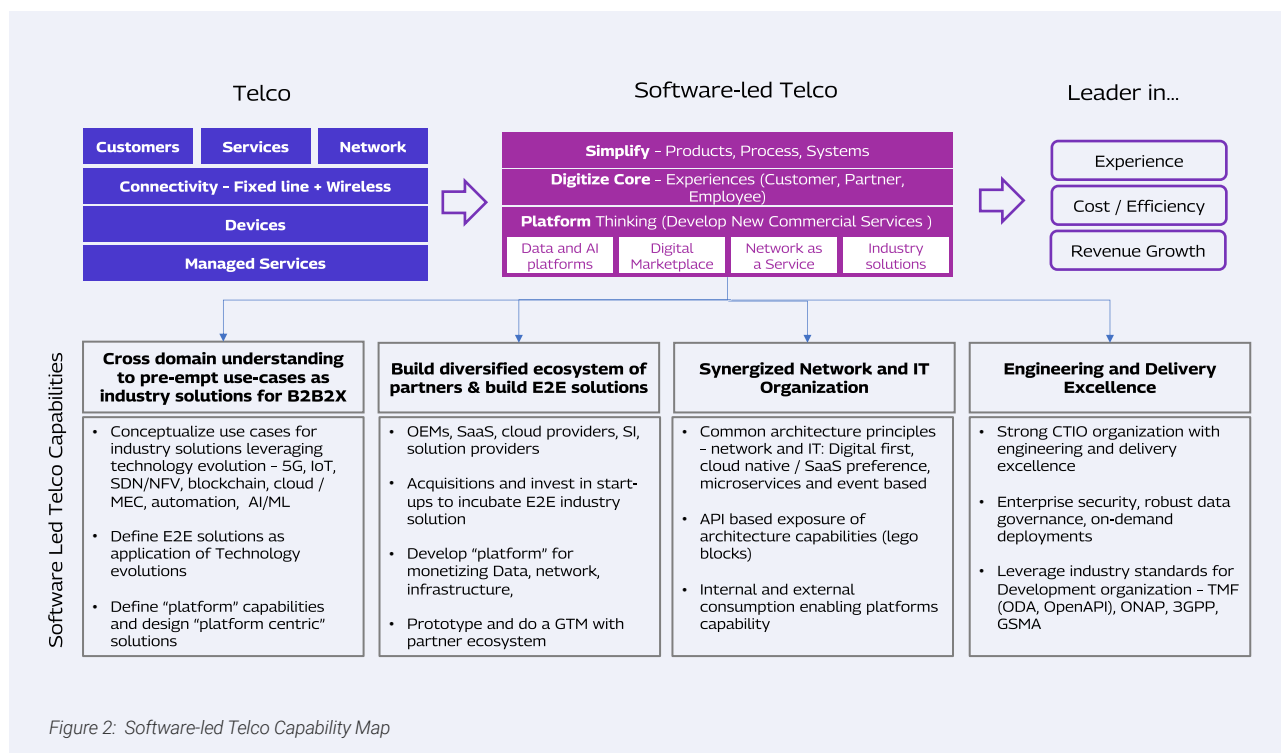 Telco
Software-led Telco
Leader in...
Customers
Services
Network
Connectivity – Fixed line + Wireless
Devices
Managed Services
Simplify – Products, Process, Systems
Digitize Core – Experiences (Customer, Partner,
Employee)
Platform Thinking (Develop New Commercial Services )
Data and AI
platforms
Digital
Marketplace
Network as
a Service
Industry
solutions
Experience
Cost / Efficiency
Revenue Growth
Software Led Telco Capabilities
Cross domain understanding
to pre-empt use-cases as
industry solutions for B2B2X
• Conceptualize use cases for
industry solutions leveraging
technology evolution – 5G, IoT,
SDN/NFV, blockchain, cloud /
MEC, automation, AI/ML
• Define E2E solutions as
application of Technology
evolutions
• Define “platform” capabilities
and design “platform centric”
solutions
Build diversified ecosystem of
partners & build E2E solutions
• OEMs, SaaS, cloud providers, SI,
solution providers
• Acquisitions and invest in start-
ups to incubate E2E industry
solution
• Develop “platform” for
monetizing Data, network,
infrastructure,
• Prototype and do a GTM with
partner ecosystem
Synergized Network and IT
Organization
• Common architecture principles
– network and IT: Digital first,
cloud native / SaaS preference,
microservices and event based
• API based exposure of
architecture capabilities (lego
blocks)
• Internal and external
consumption enabling platforms
capability
Engineering and Delivery
Excellence
• Strong CTIO organization with
engineering and delivery
excellence
• Enterprise security, robust data
governance, on-demand
deployments
• Leverage industry standards for
Development organization – TMF
(ODA, OpenAPI), ONAP, 3GPP,
GSMA
Figure 2: Software-led Telco Capability Map